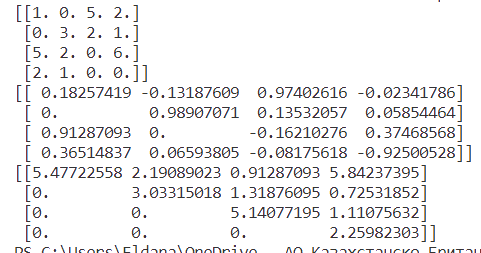 [[1. 0. 5. 2.]
[0. 3. 2. 1.]
[5. 2. 0. 6.]
[2. 1. 0. 0.]]
[[ 0.18257419 -0.13187609 0.97402616 -0.02341786]
[ 0. 0.98907071 0.13532057 0.05854464]
[ 0.91287093 0. -0.16210276 0.37468568]
[ 0.36514837 0.06593805 -0.08175618 -0.92500528]]
[[5.47722558 2.19089023 0.91287093 5.84237395]
[0. 3.03315018 1.31876095 0.72531852]
[0. 0. 5.14077195 1.11075632]
[0. 0. 0. 2.25982303]]
PS C:\Users\Eldana\OneDrive - АО Казахстанско-Британ